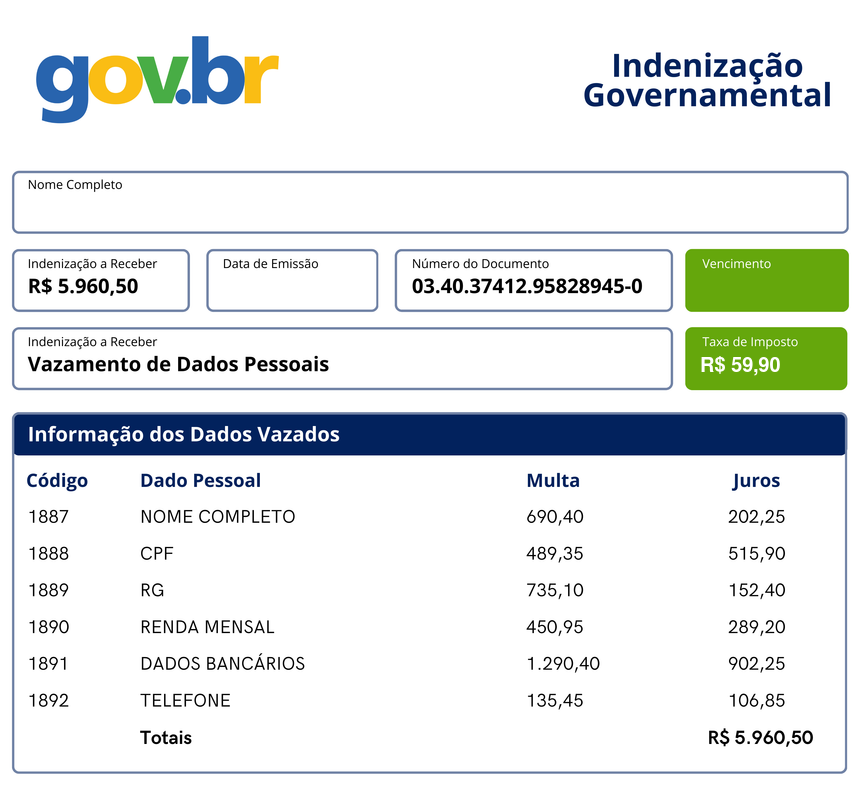 gov.br
Indenização
Governamental
Nome Completo
Indenização a Receber
R$ 5.960,50
Data de Emissão
Número do Documento
03.40.37412.95828945-0
Vencimento
Indenização a Receber
Vazamento de Dados Pessoais
Taxa de Imposto
R$ 59,90
Informação dos Dados Vazados
Código Dado Pessoal Multa Juros
1887 NOME COMPLETO 690,40 202,25
1888 CPF 489,35 515,90
1889 RG 735,10 152,40
1890 RENDA MENSAL 450,95 289,20
1891 DADOS BANCÁRIOS 1.290,40 902,25
1892 TELEFONE 135,45 106,85
Totais R$ 5.960,50